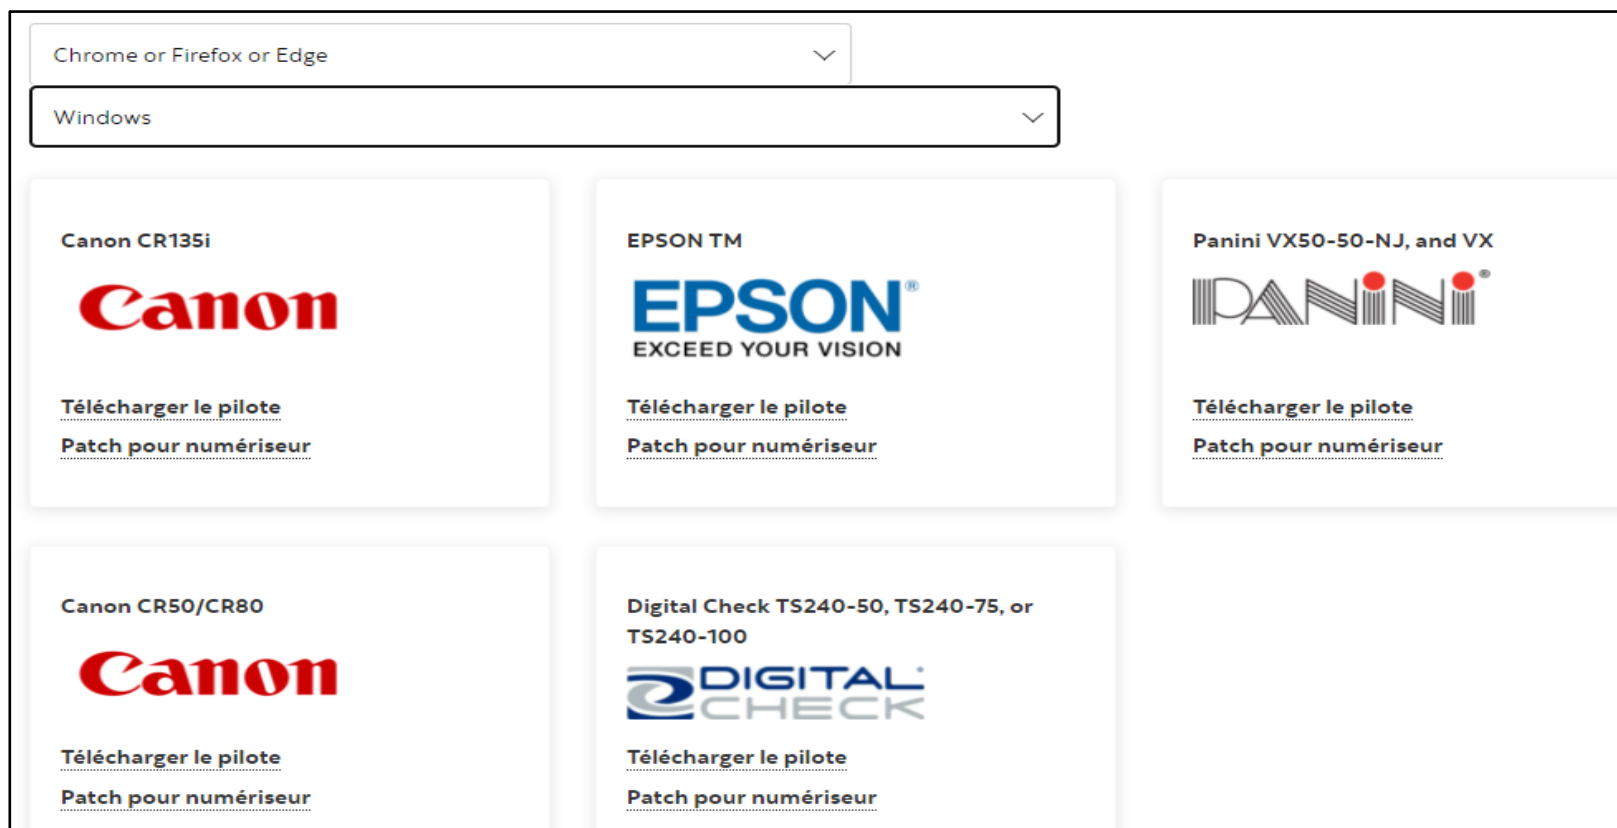 Chrome or Firefox or Edge
Windows
Canon CR135i
Canon
Télécharger le pilote
Patch pour numériseur
EPSON TM
EPSON®
EXCEED YOUR VISION
Télécharger le pilote
Patch pour numériseur
Panini VX50-50-NJ, and VX
PANiNi®
Télécharger le pilote
Patch pour numériseur
Canon CR50/CR80
Canon
Télécharger le pilote
Patch pour numériseur
Digital Check TS240-50, TS240-75, or
TS240-100
DIGITAL
CHECK
Télécharger le pilote
Patch pour numériseur